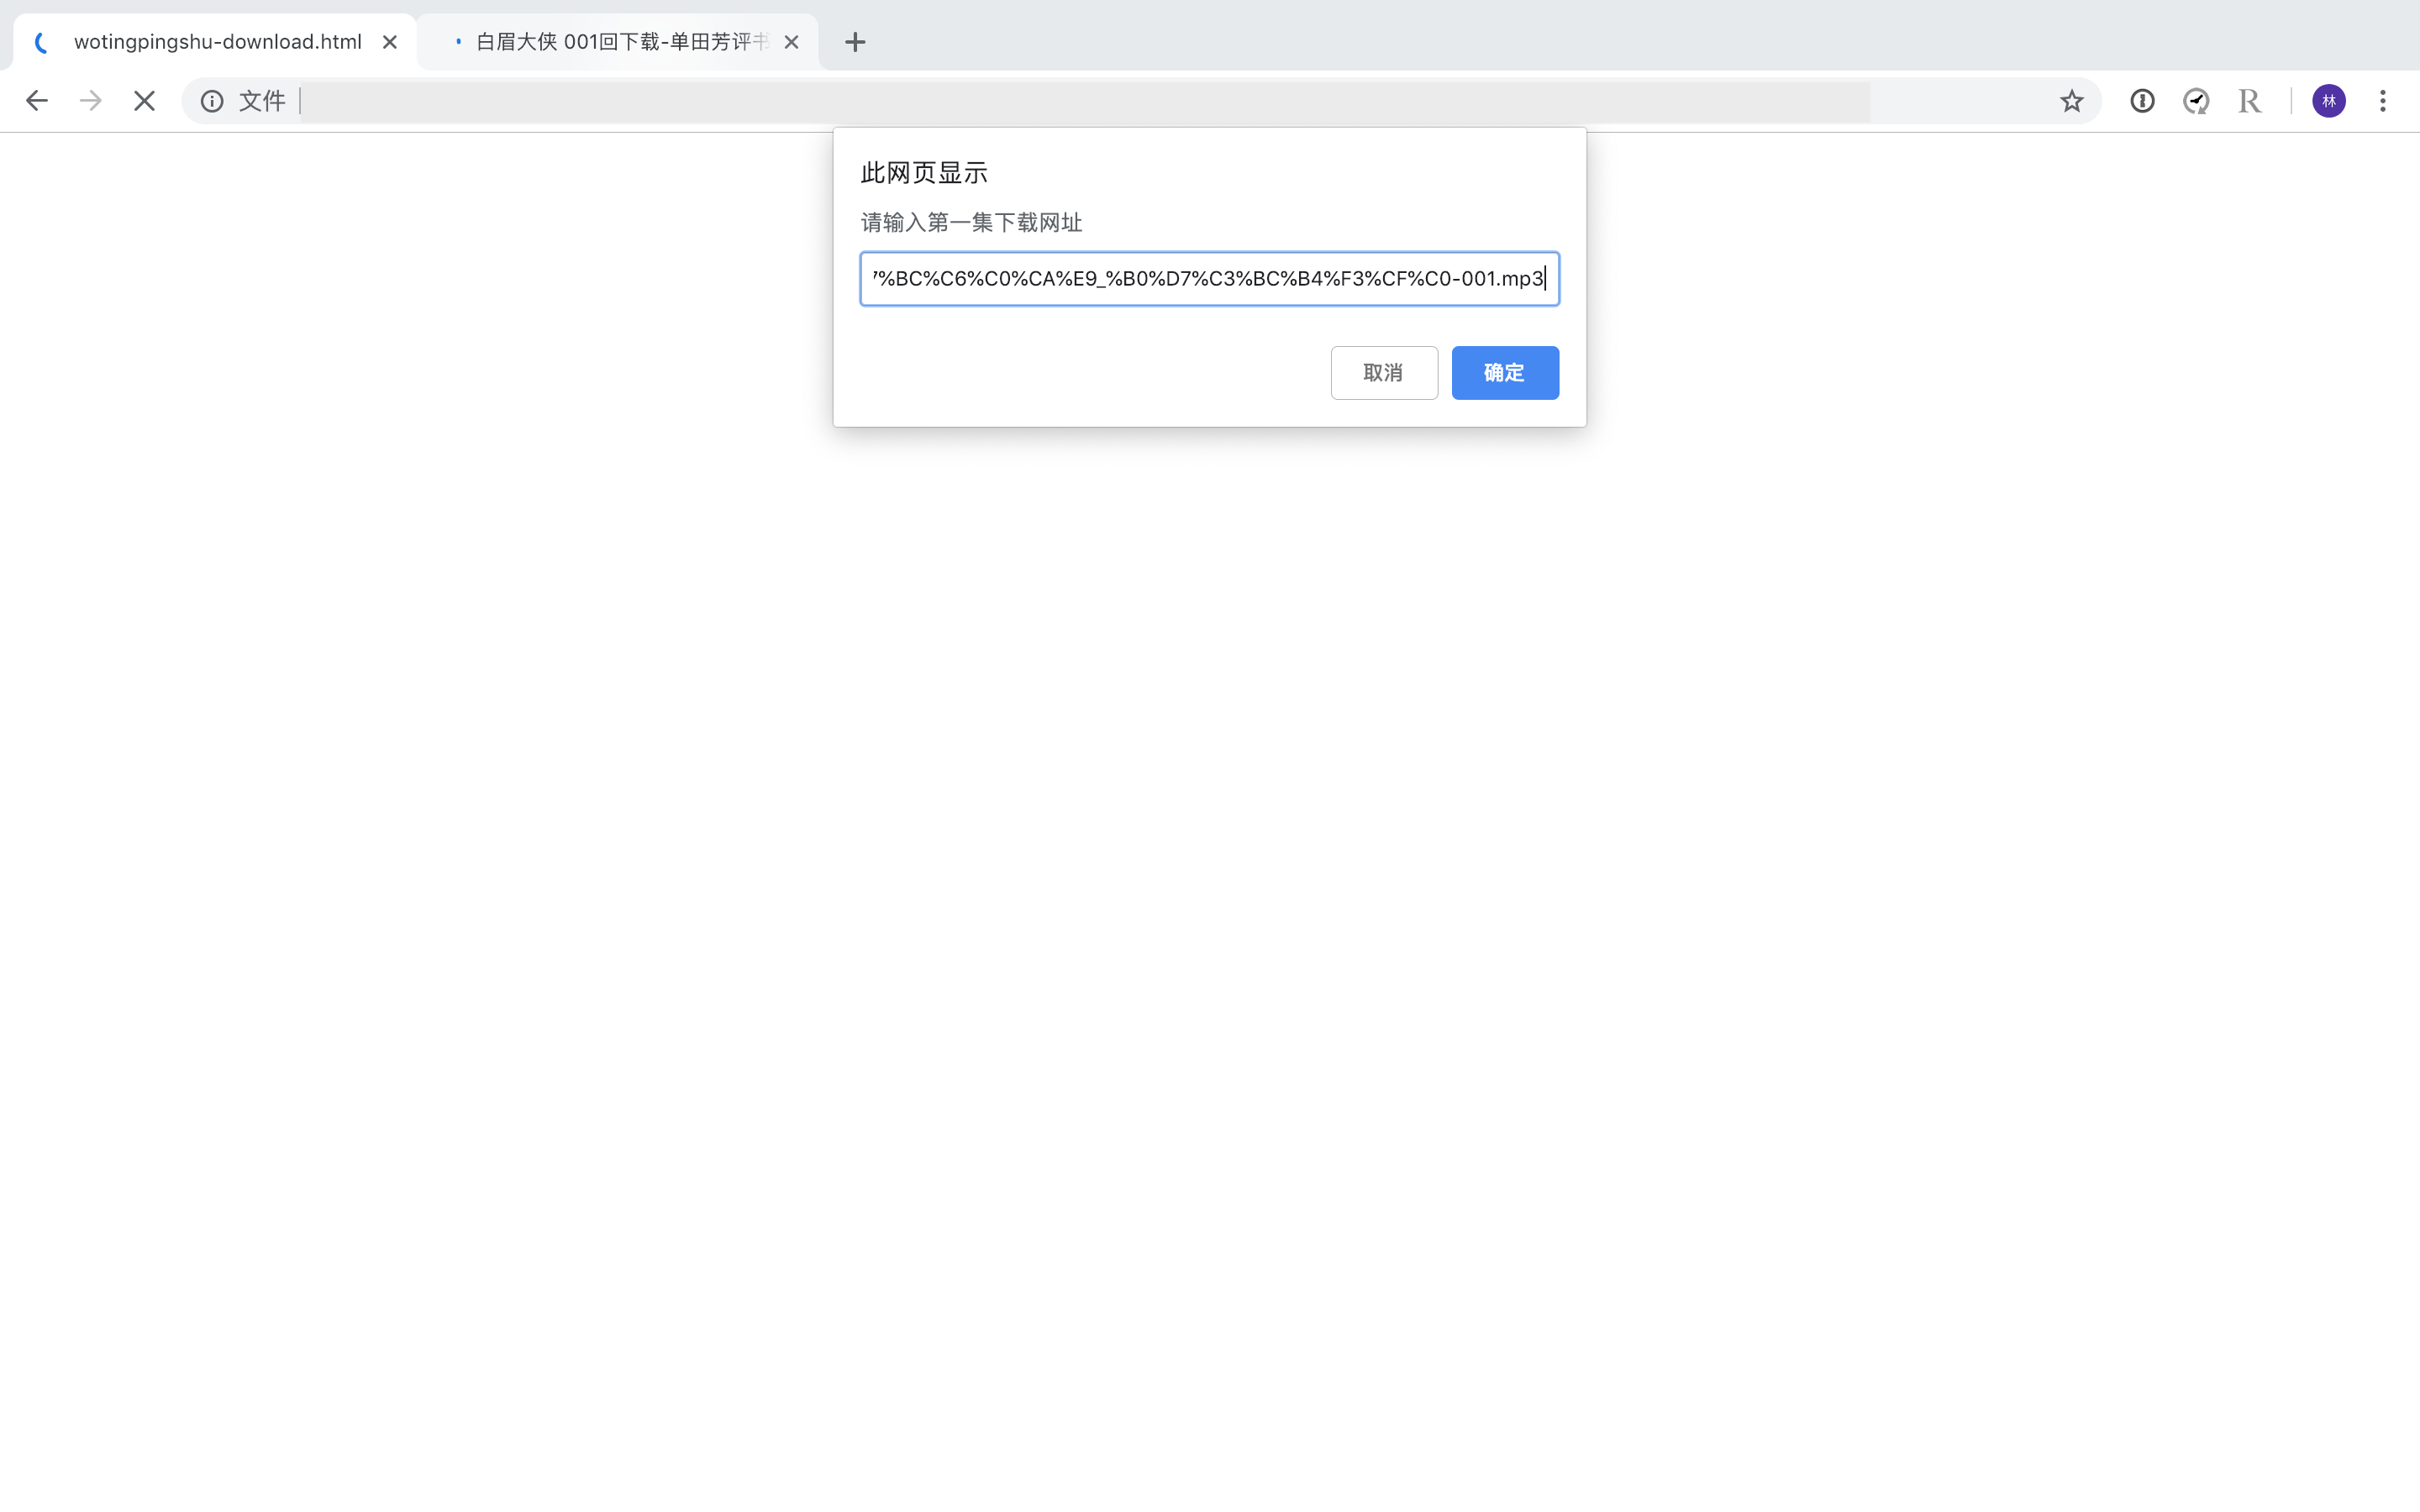 wotingpingshu-download.html
白眉大侠 001回下载-单田芳评书
文件
R
林
此网页显示
请输入第一集下载网址
%BC%C6%C0%CA%E9_%B0%D7%C3%BC%B4%F3%CF%C0-001.mp3
取消
确定